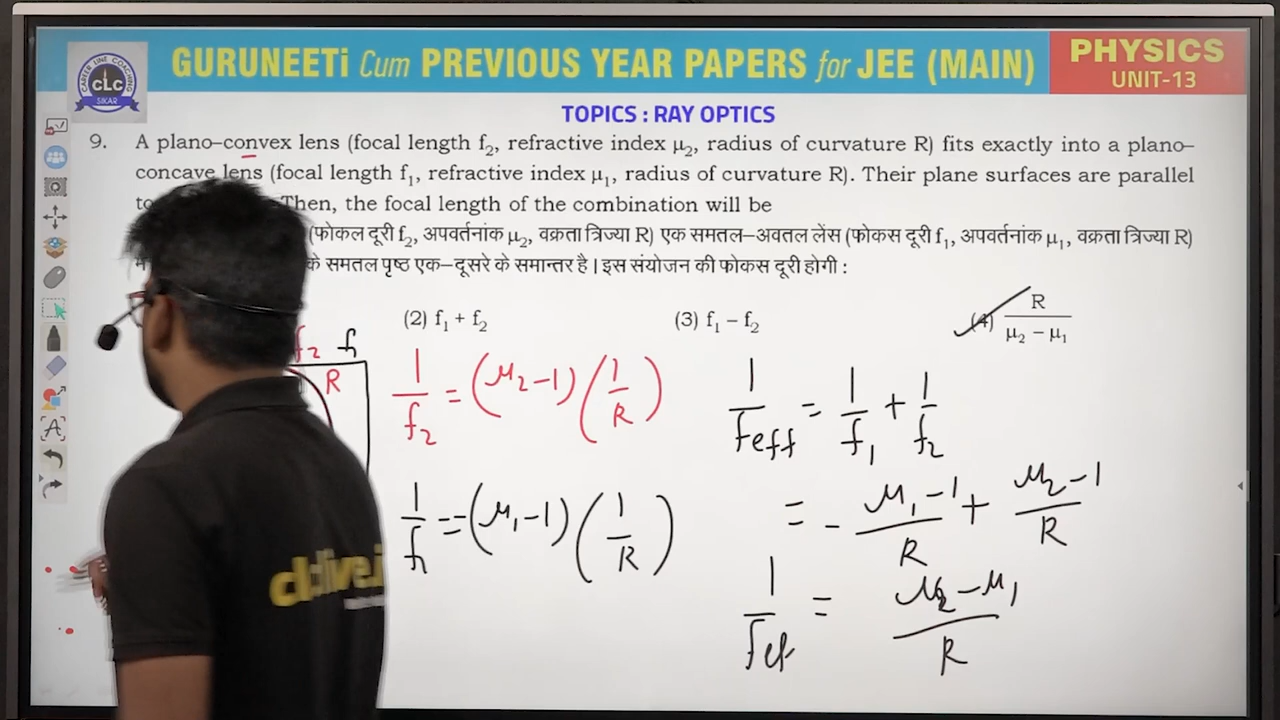 GURUNEETi Cum PREVIOUS YEAR PAPERS for JEE (MAIN)
PHYSICS
UNIT-13
CAREER LINE COACHING
CLC
SIKAR
TOPICS : RAY OPTICS
9. A plano–convex lens (focal length f₂, refractive index μ₂, radius of curvature R) fits exactly into a plano–
concave lens (focal length f₁, refractive index μ₁, radius of curvature R). Their plane surfaces are parallel
Then, the focal length of the combination will be
(फोकल दूरी f₂, अपवर्तनांक μ₂, वक्रता त्रिज्या R) एक समतल–अवतल लेंस (फोकस दूरी f₁, अपवर्तनांक μ₁, वक्रता त्रिज्या R)
के समतल पृष्ठ एक–दूसरे के समान्तर है। इस संयोजन की फोकस दूरी होगी :
(2) f₁ + f₂ (3) f₁ – f₂ (4) R / μ₂ – μ₁
f₂ f₁
R
1/f₂ = (μ₂-1)(1/R)
1/f₁ = -(μ₁-1)(1/R)
1/Feff = 1/f₁ + 1/f₂
= - μ₁-1/R + μ₂-1/R
1/Feff = μ₂-μ₁/R